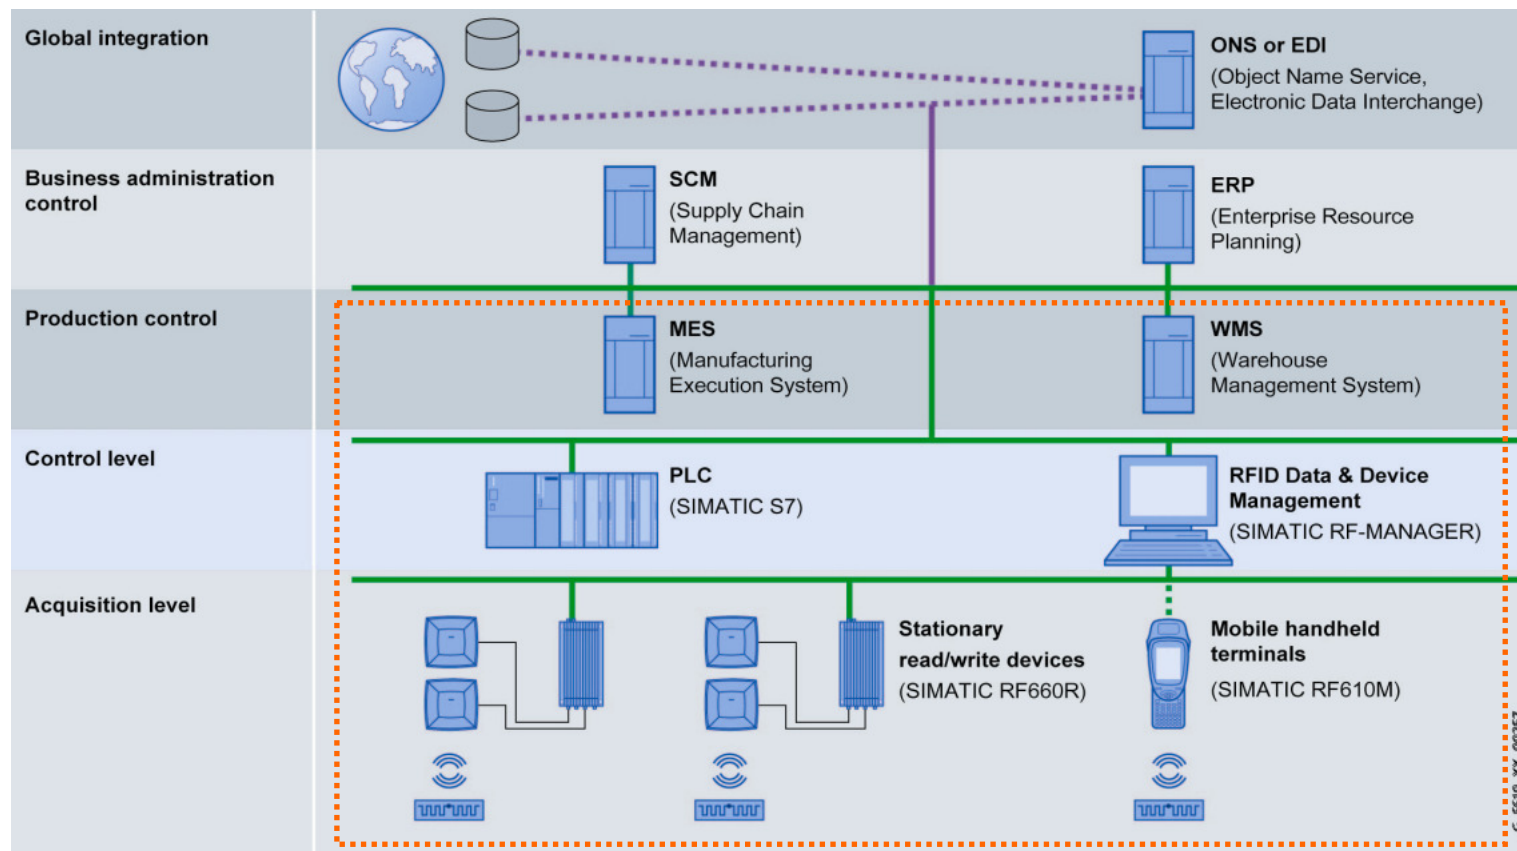 Global integration
ONS or EDI
(Object Name Service,
Electronic Data Interchange)
Business administration
control
SCM
(Supply Chain
Management)
ERP
(Enterprise Resource
Planning)
Production control
MES
(Manufacturing
Execution System)
WMS
(Warehouse
Management System)
Control level
PLC
(SIMATIC S7)
RFID Data & Device
Management
(SIMATIC RF-MANAGER)
Acquisition level
Stationary
read/write devices
(SIMATIC RF660R)
Mobile handheld
terminals
(SIMATIC RF610M)